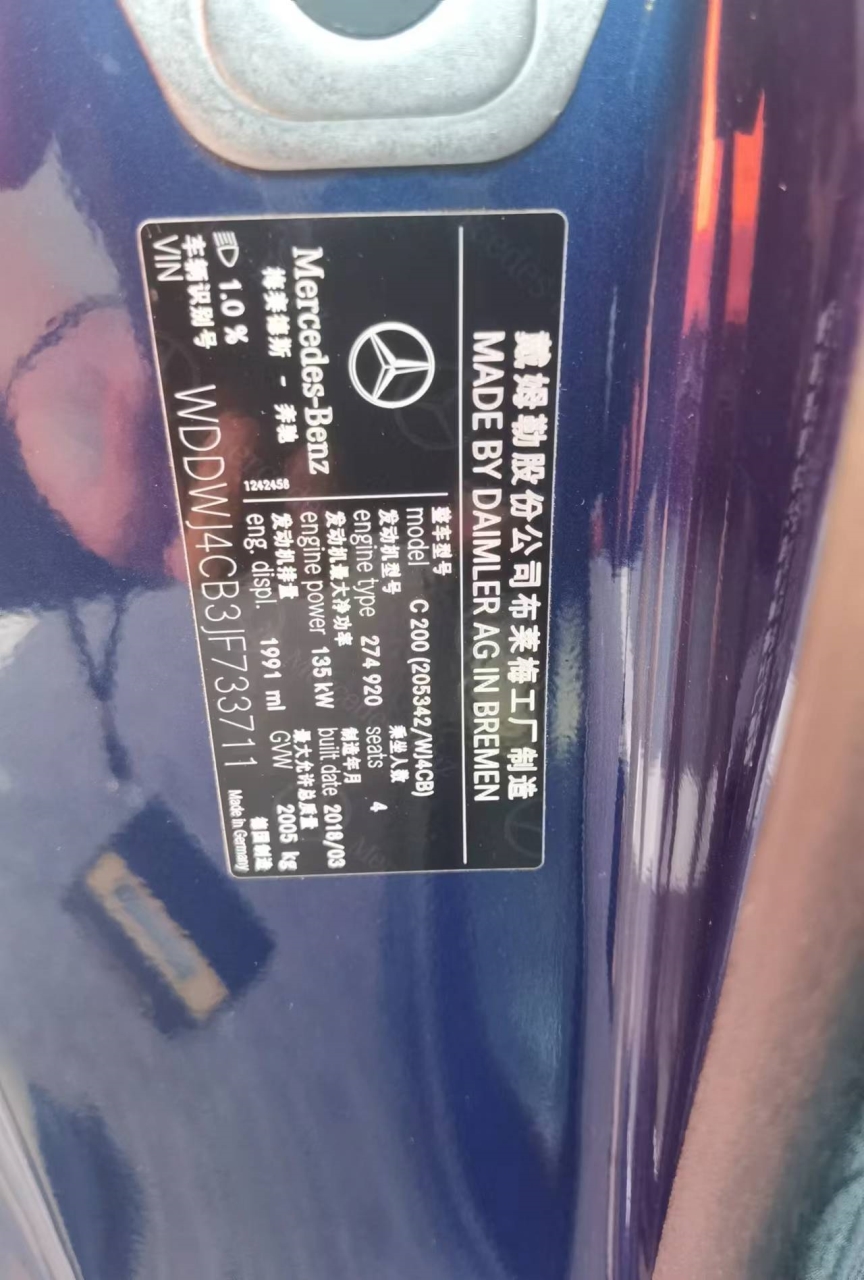 戴姆勒股份公司布莱梅工厂制造
MADE BY DAIMLER AG IN BREMEN
Mercedes-Benz
梅赛德斯 - 奔驰
1242458
整车型号
model C 200 (205342/WJ4CB)
发动机型号 乘坐人数
engine type 274 920 seats 4
发动机最大净功率 制造年月
engine power 135 kW built date 2018/03
发动机排量 最大允许总质量
eng. displ. 1991 ml GVW 2005 kg
1.0 %
车辆识别号 德国制造
VIN WDDWJ4CB3JF733711 Made in Germany